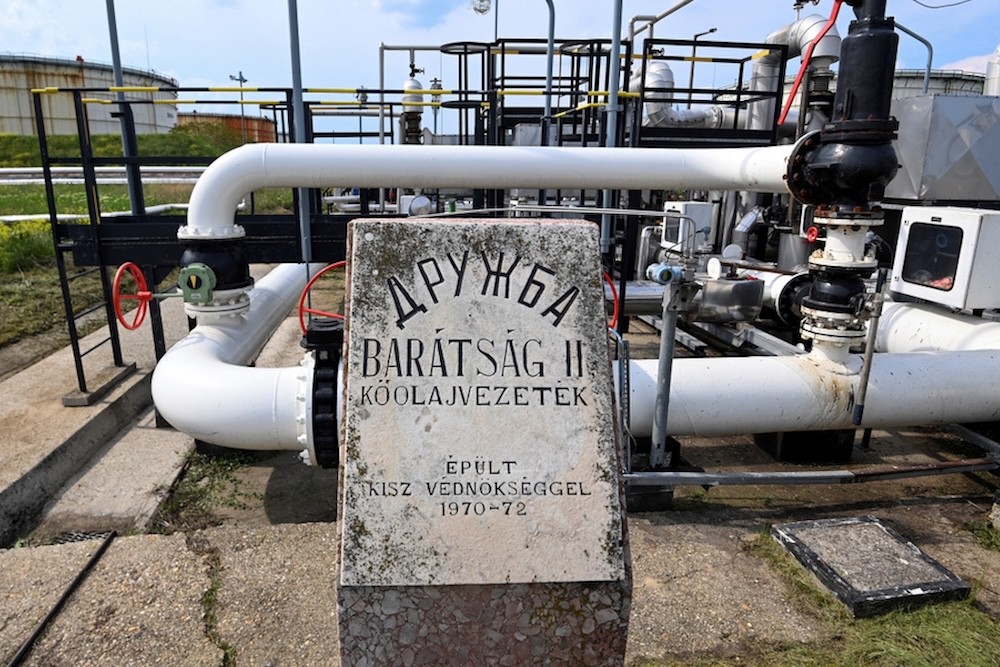 ДРУЖБА
BARÁTSÁG II
KŐOLAJVEZETÉK
ÉPÜLT
KISZ VÉDNÖKSÉGGEL
1970-72